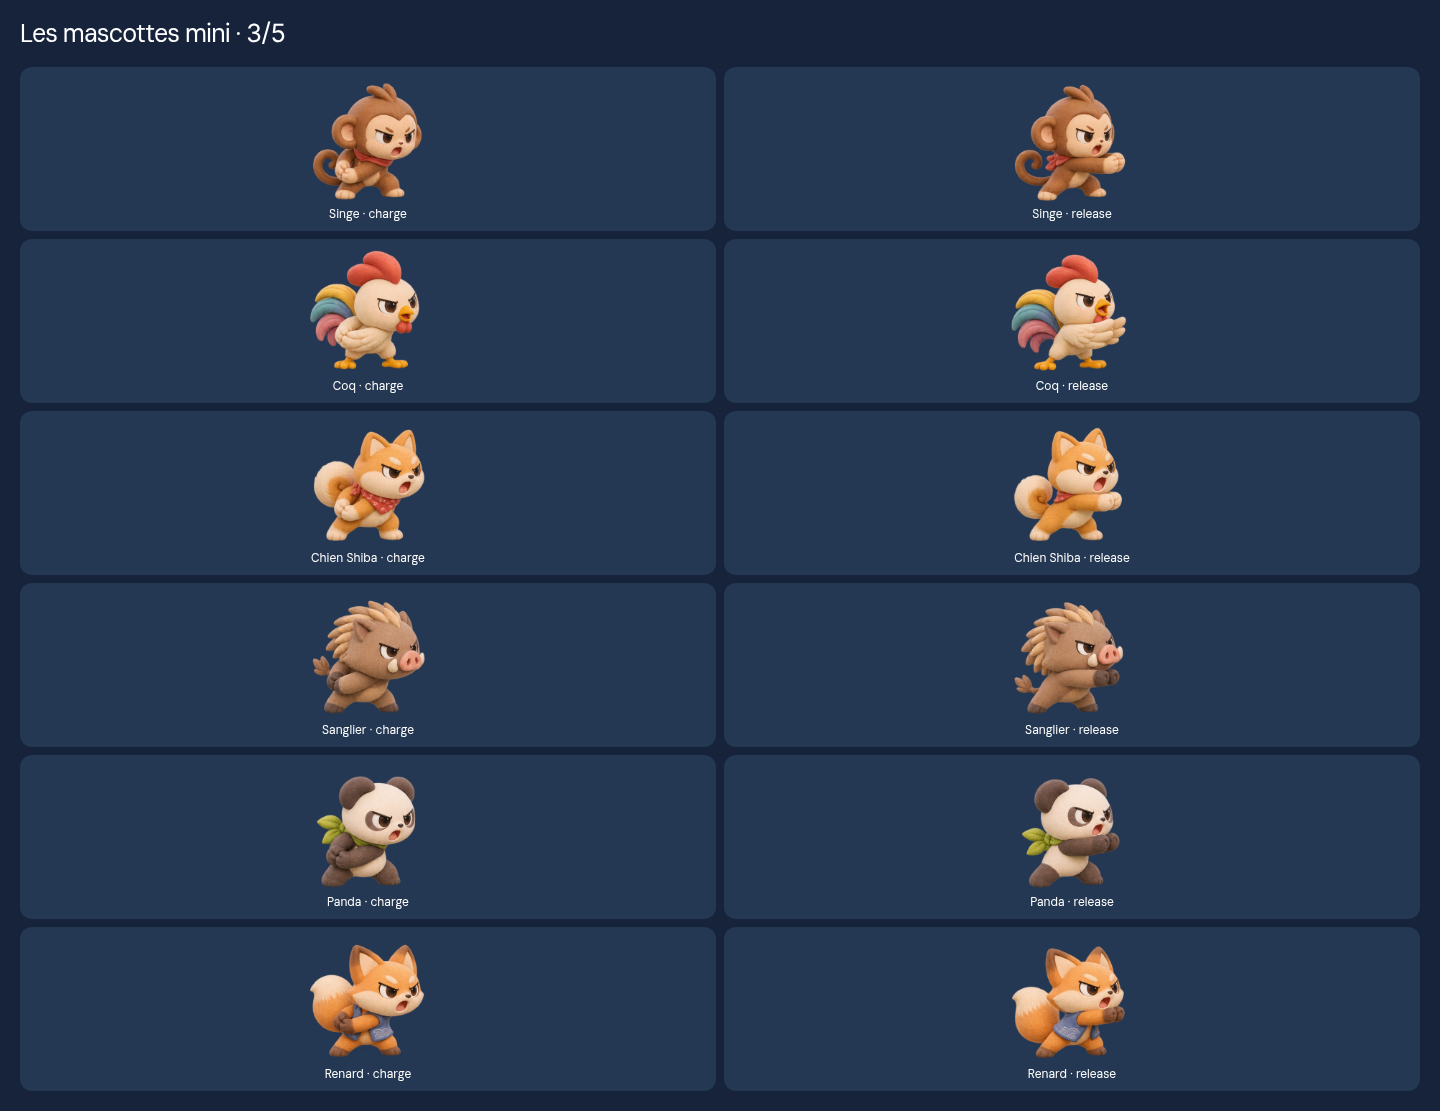 Les mascottes mini · 3/5
Singe · charge
Singe · release
Coq · charge
Coq · release
Chien Shiba · charge
Chien Shiba · release
Sanglier · charge
Sanglier · release
Panda · charge
Panda · release
Renard · charge
Renard · release